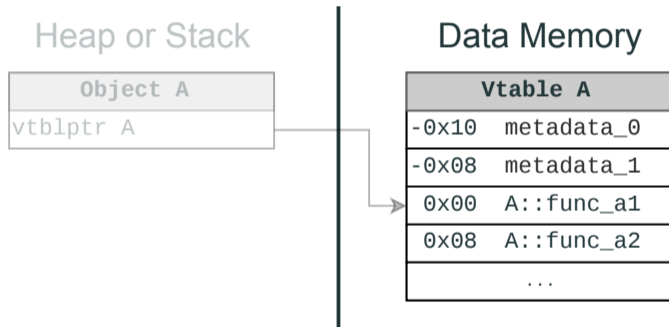 Heap or Stack
Object A
vtblptr A
Data Memory
Vtable A
-0x10 metadata_0
-0x08 metadata_1
0x00 A::func_a1
0x08 A::func_a2
...